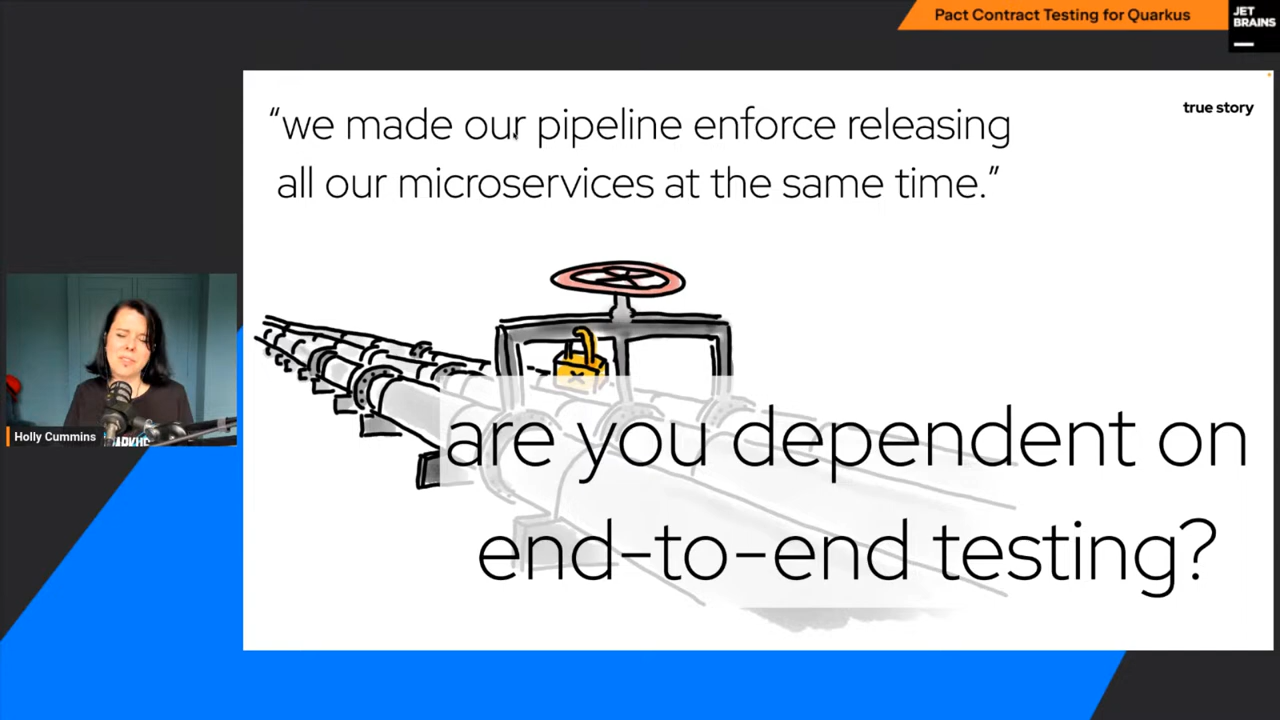 Pact Contract Testing for Quarkus
JET
BRAINS
true story
“we made our pipeline enforce releasing
all our microservices at the same time.”
are you dependent on
end-to-end testing?
Holly Cummins